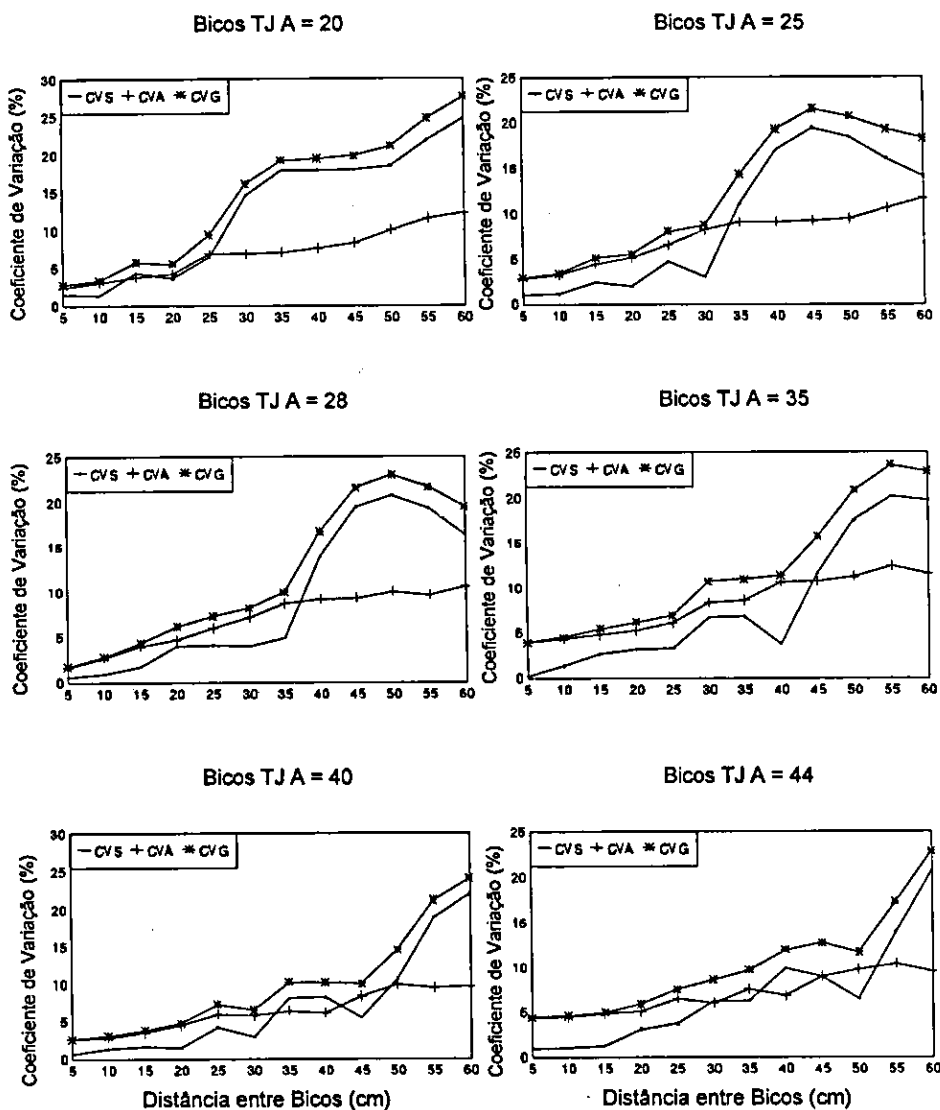 Bicos TJ A = 20
Coeficiente de Variação (%)
30
25
20
15
10
5
0
CVS CVA CVG
5 10 15 20 25 30 35 40 45 50 55 60
Bicos TJ A = 25
Coeficiente de Variação (%)
25
20
15
10
5
0
CVS CVA CVG
5 10 15 20 25 30 35 40 45 50 55 60
Bicos TJ A = 28
Coeficiente de Variação (%)
25
20
15
10
5
0
CVS CVA CVG
5 10 15 20 25 30 35 40 45 50 55 60
Bicos TJ A = 35
Coeficiente de Variação (%)
25
20
15
10
5
0
CVS CVA CVG
5 10 15 20 25 30 35 40 45 50 55 60
Bicos TJ A = 40
Coeficiente de Variação (%)
30
25
20
15
10
5
0
CVS CVA CVG
5 10 15 20 25 30 35 40 45 50 55 60
Distância entre Bicos (cm)
Bicos TJ A = 44
Coeficiente de Variação (%)
25
20
15
10
5
0
CVS CVA CVG
5 10 15 20 25 30 35 40 45 50 55 60
Distância entre Bicos (cm)